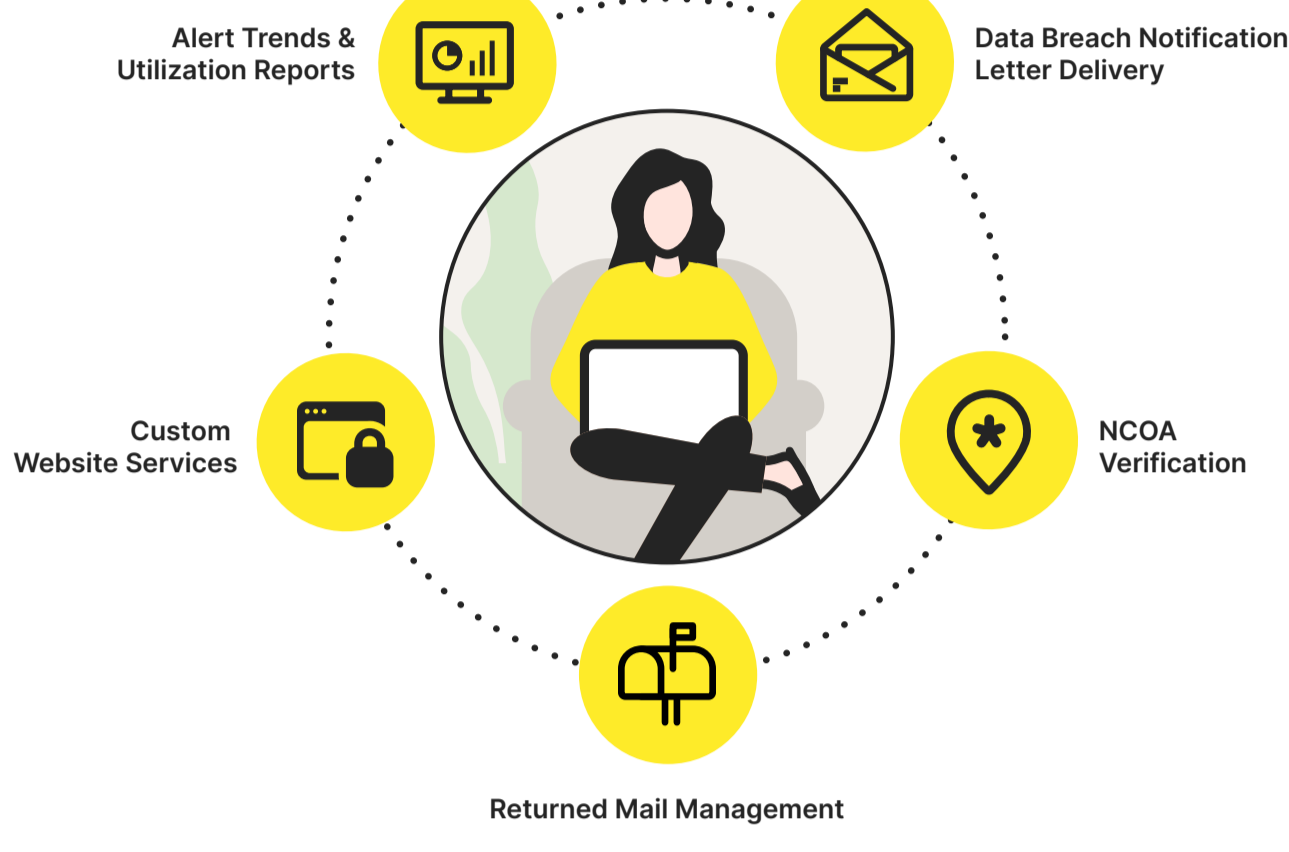 Alert Trends &
Utilization Reports
Data Breach Notification
Letter Delivery
Custom
Website Services
NCOA
Verification
Returned Mail Management